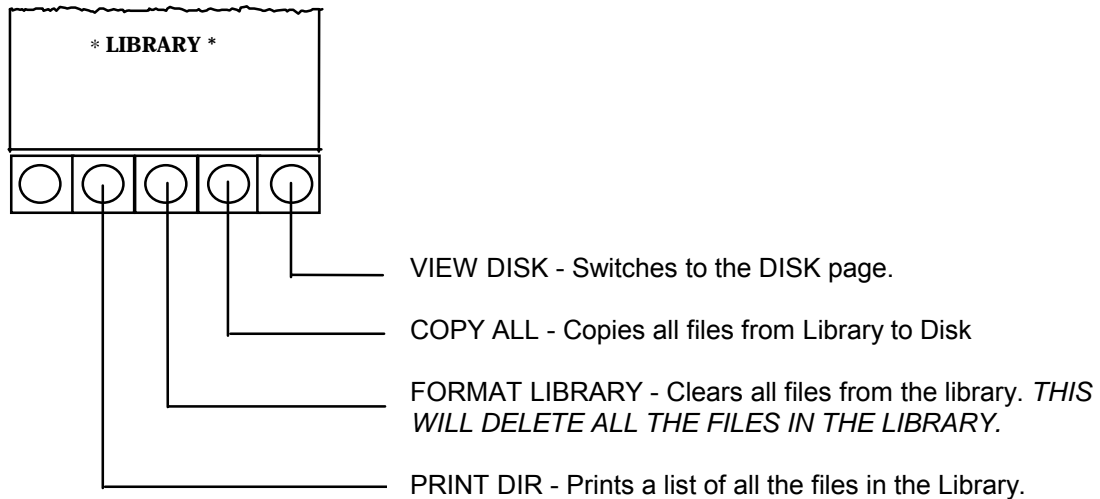 * LIBRARY *
VIEW DISK - Switches to the DISK page.
COPY ALL - Copies all files from Library to Disk
FORMAT LIBRARY - Clears all files from the library. THIS
WILL DELETE ALL THE FILES IN THE LIBRARY.
PRINT DIR - Prints a list of all the files in the Library.